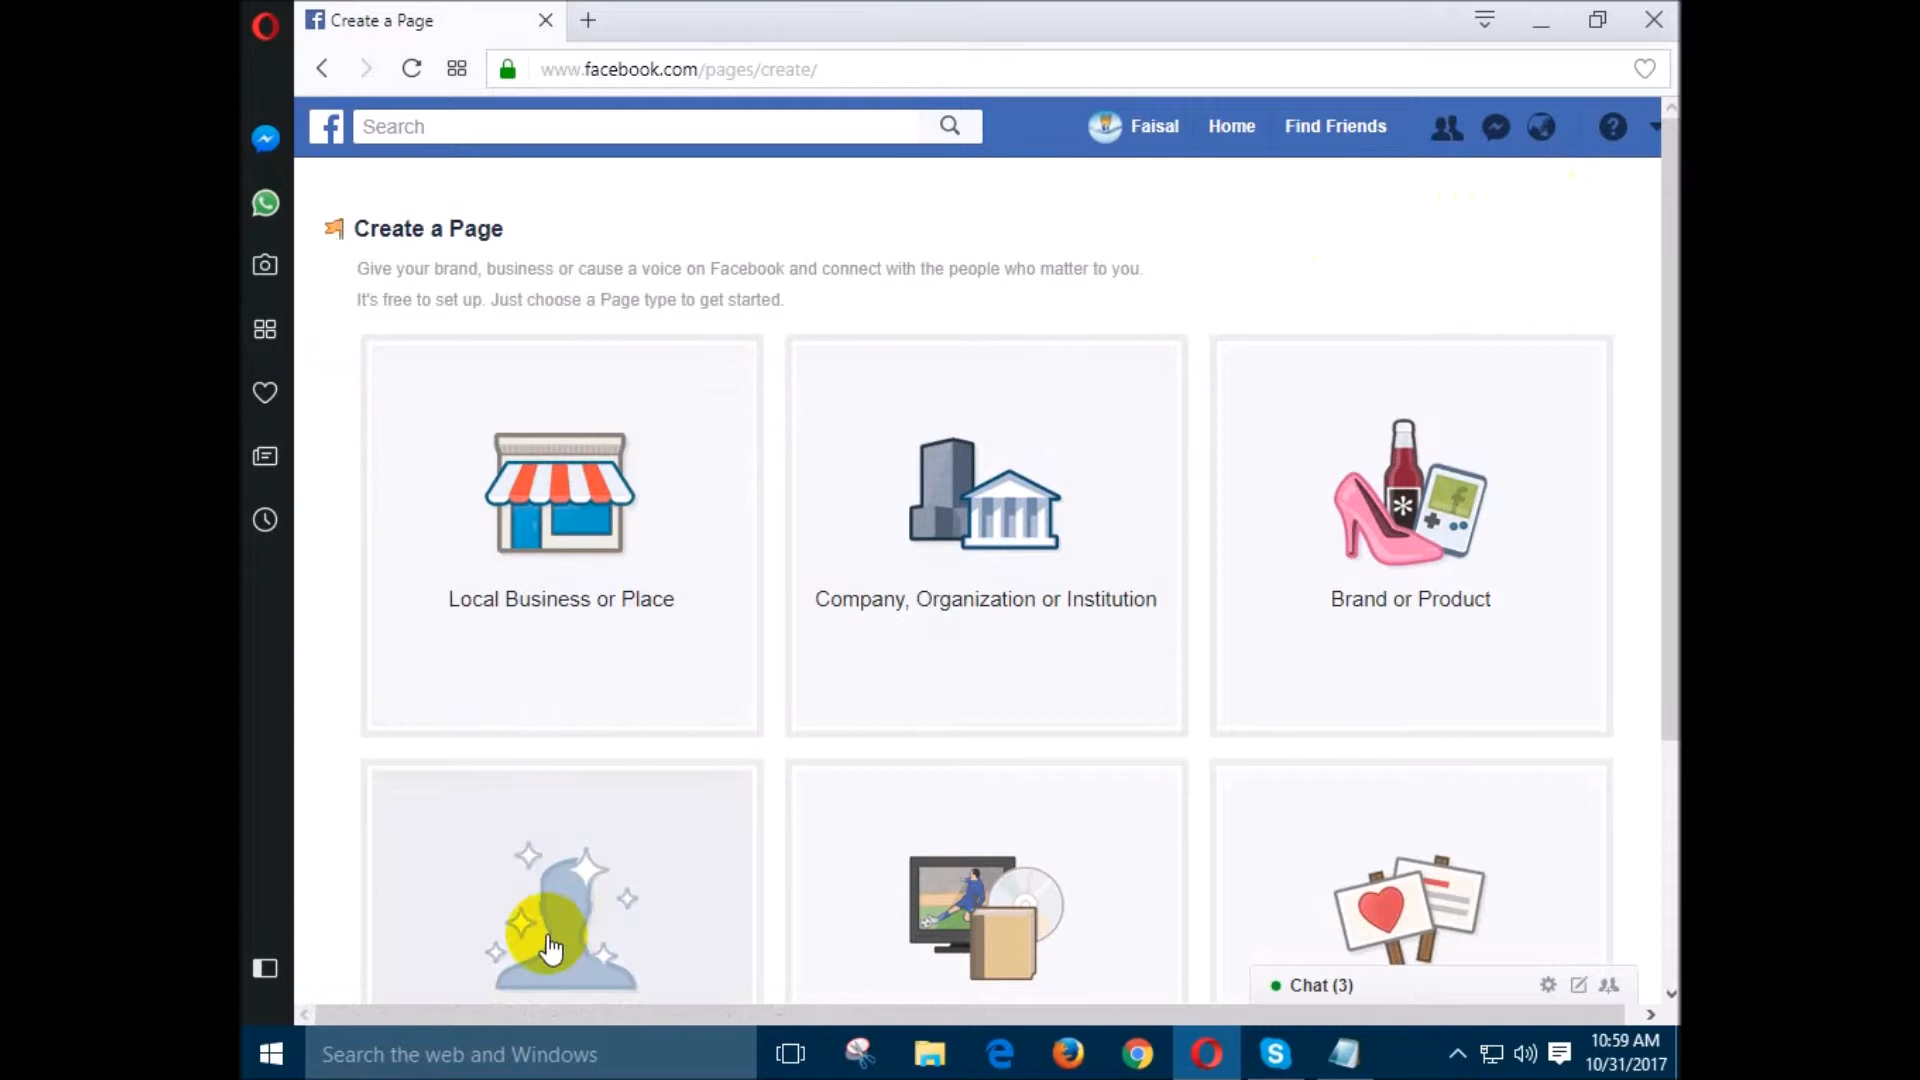 Create a Page
www.facebook.com/pages/create/
Search
Faisal
Home
Find Friends
Create a Page
Give your brand, business or cause a voice on Facebook and connect with the people who matter to you.
It's free to set up. Just choose a Page type to get started.
Local Business or Place
Company, Organization or Institution
Brand or Product
Chat (3)
Search the web and Windows
10:59 AM
10/31/2017